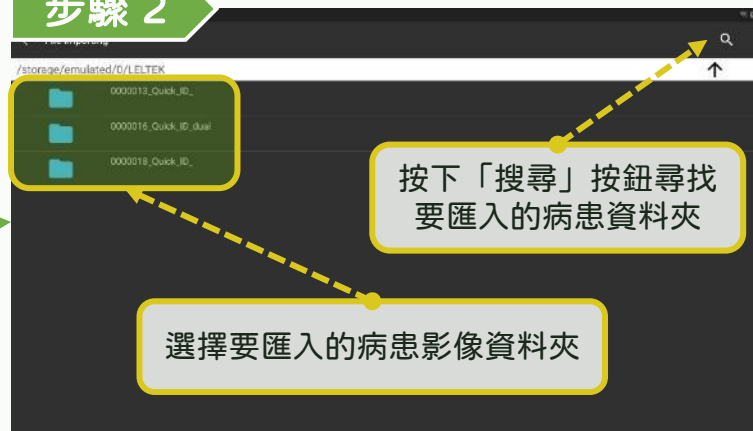 步驟 2
File Importing
/storage/emulated/0/LELTEK
0000013_Quick_ID_
0000016_Quick_ID_dual
0000018_Quick_ID_
按下「搜尋」按鈕尋找
要匯入的病患資料夾
選擇要匯入的病患影像資料夾